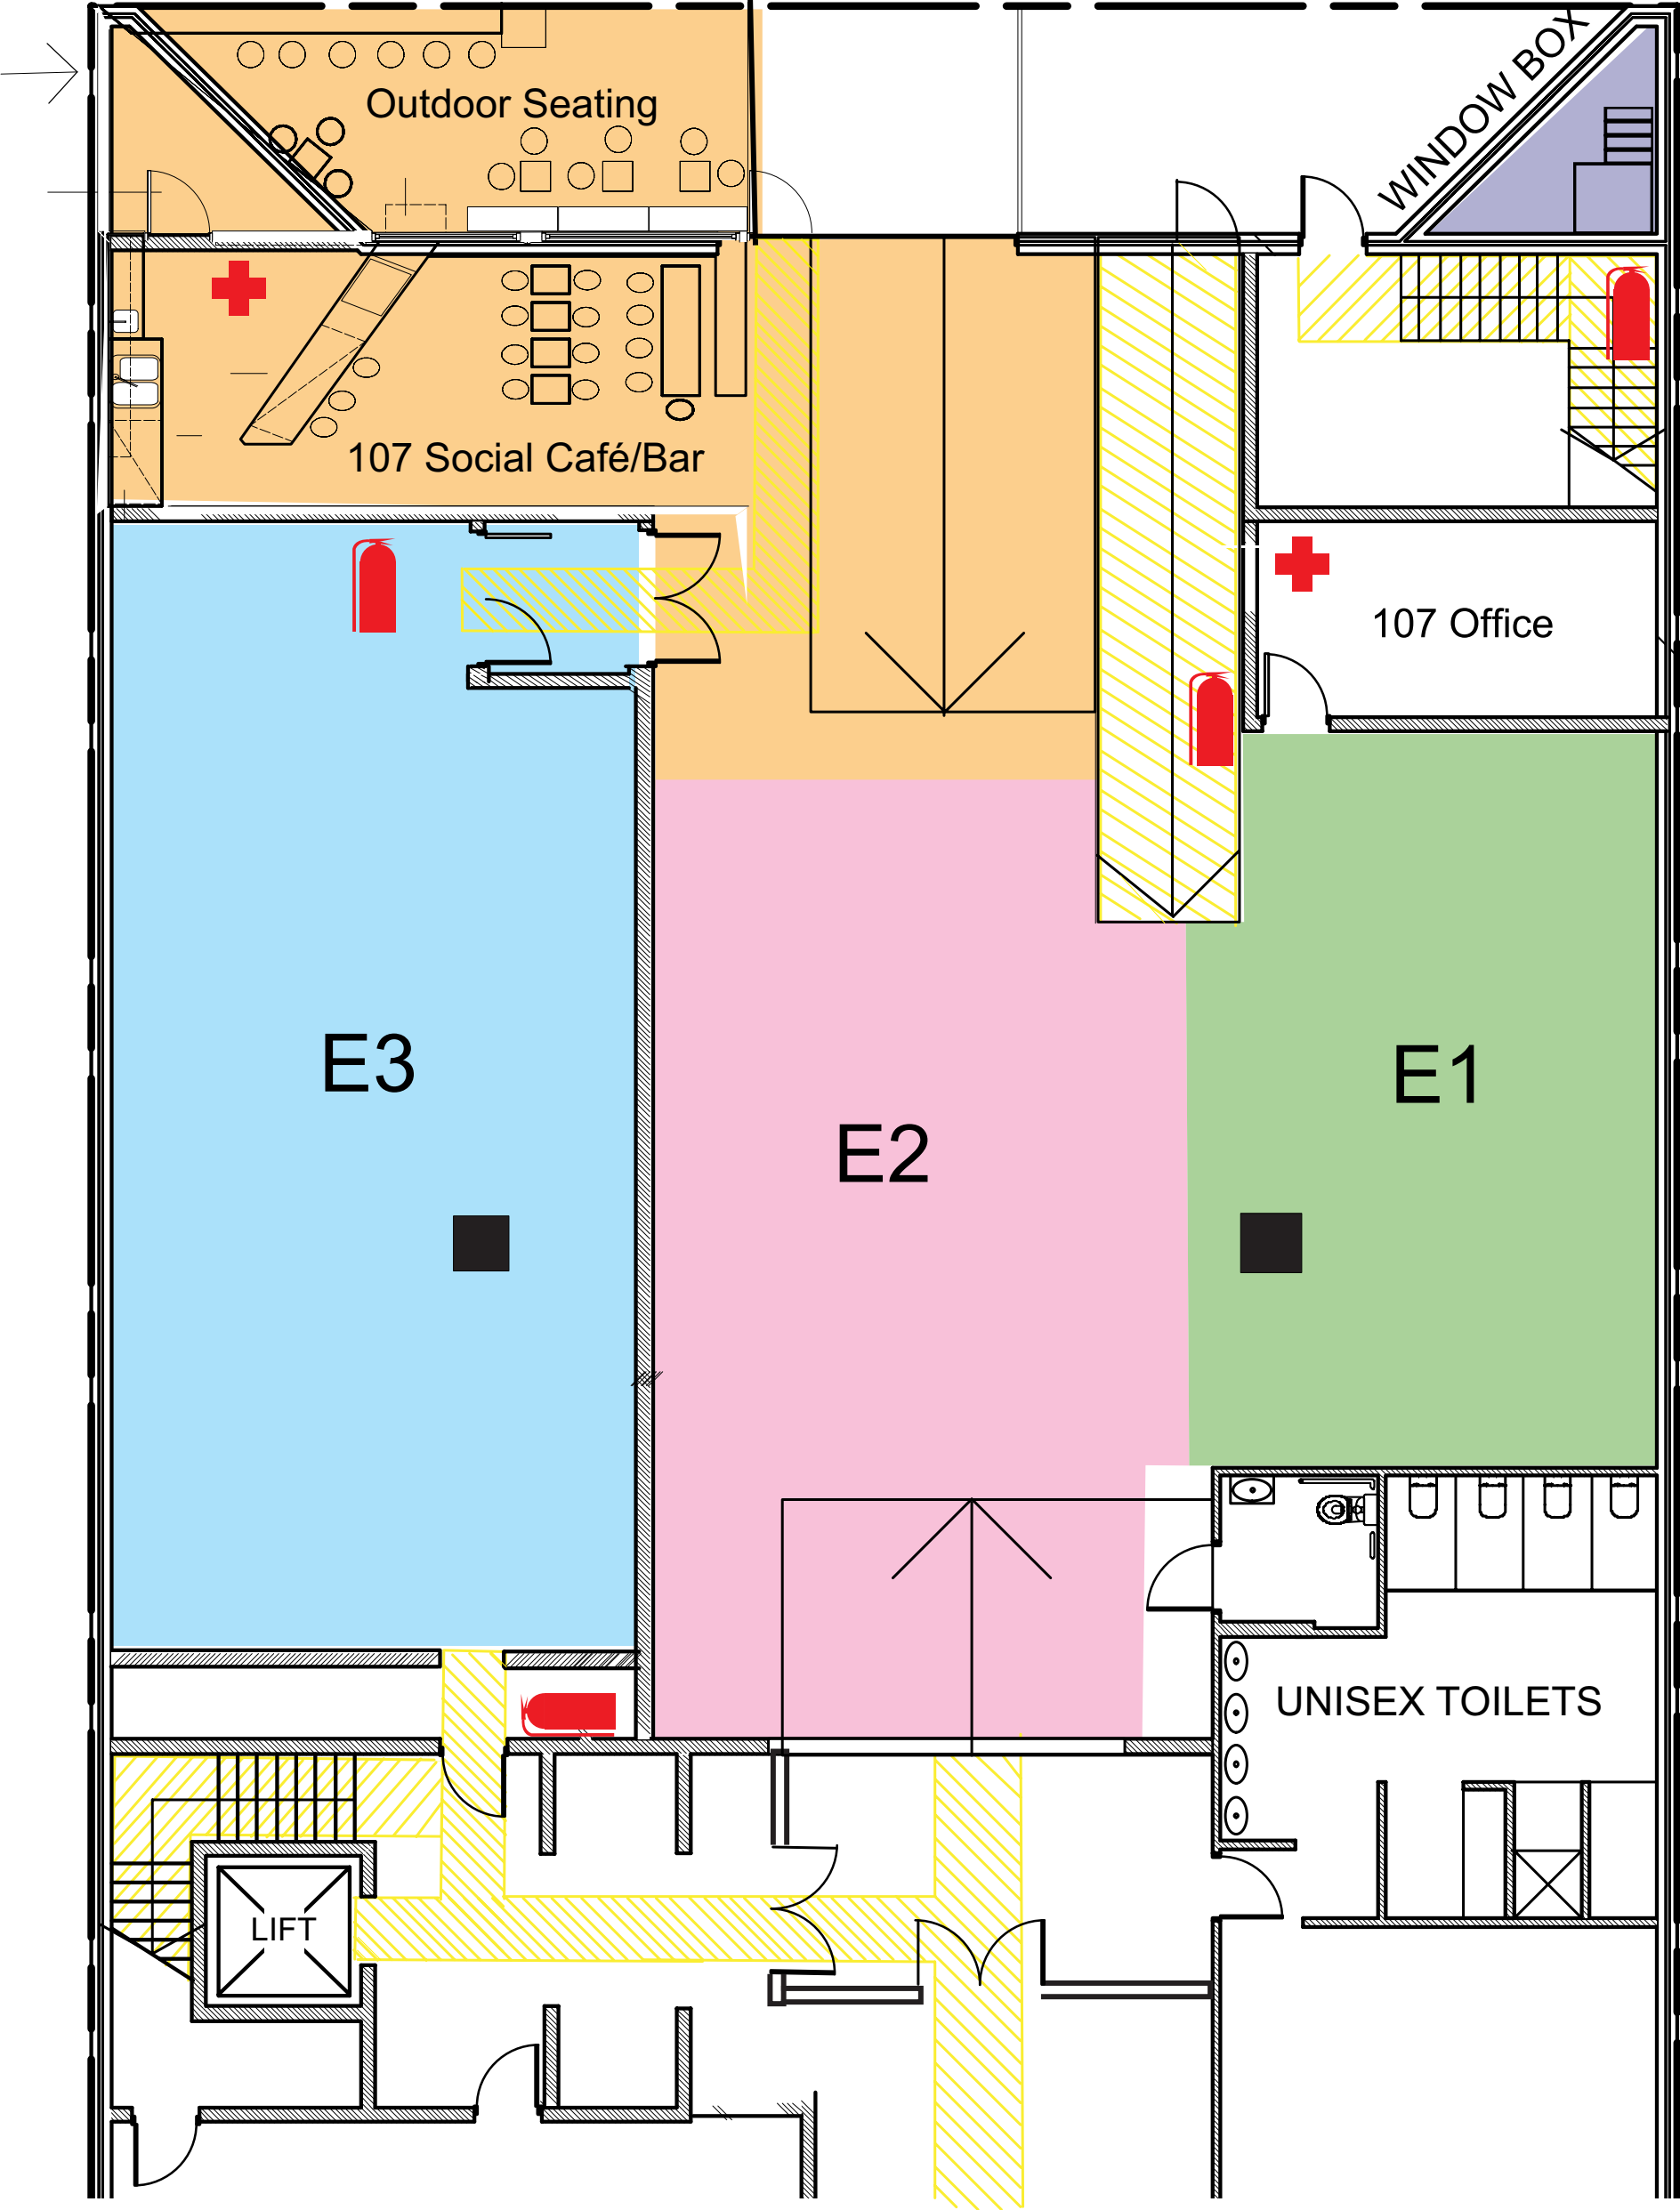 WINDOW BOX
Outdoor Seating
107 Social Café/Bar
107 Office
E3
E1
E2
UNISEX TOILETS
LIFT